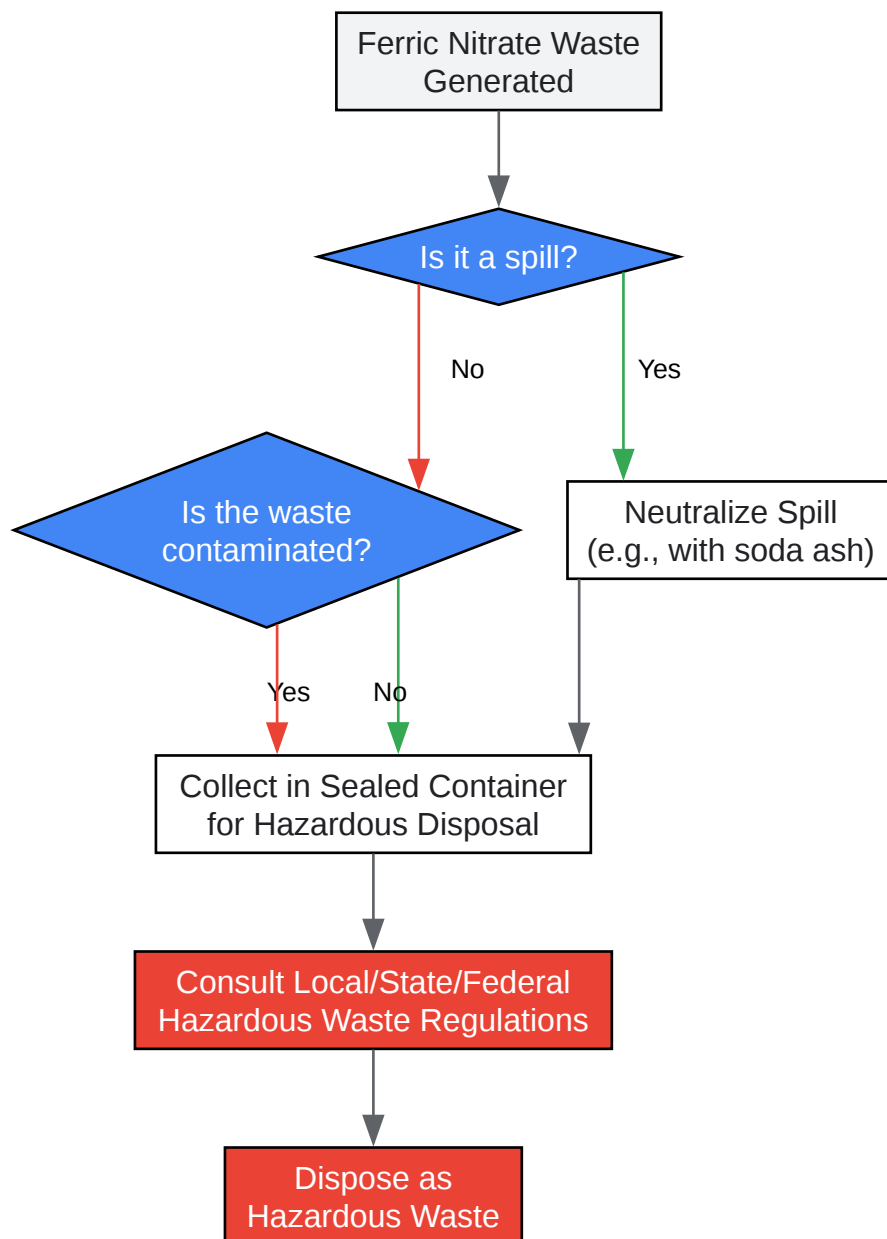 Ferric Nitrate Waste
Generated
Is it a spill?
No
Yes
Is the waste
contaminated?
Neutralize Spill
(e.g., with soda ash)
Yes
No
Collect in Sealed Container
for Hazardous Disposal
Consult Local/State/Federal
Hazardous Waste Regulations
Dispose as
Hazardous Waste